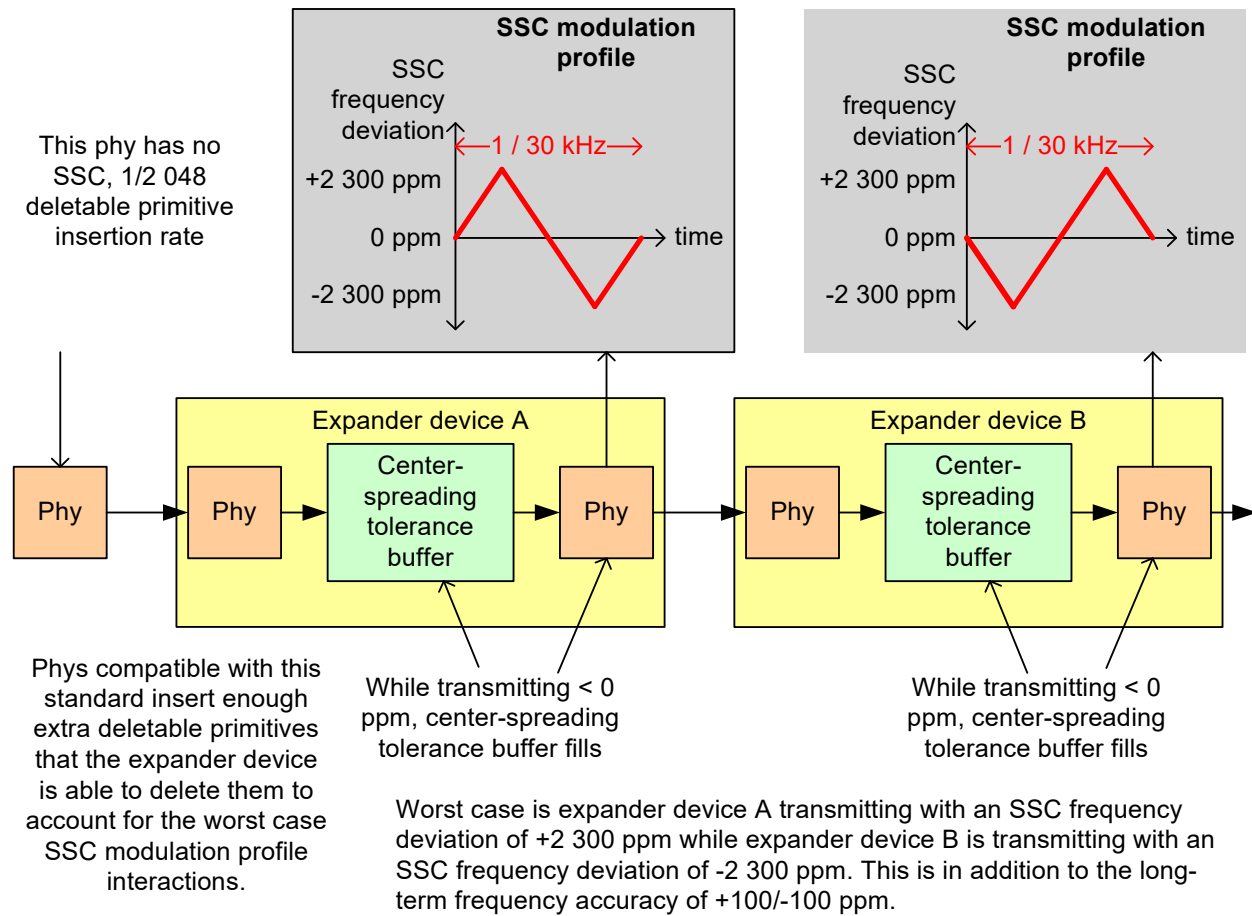 SSC modulation
profile
SSC
frequency
deviation
1 / 30 kHz
+2 300 ppm
0 ppm
-2 300 ppm
time
SSC modulation
profile
SSC
frequency
deviation
1 / 30 kHz
+2 300 ppm
0 ppm
-2 300 ppm
time
This phy has no
SSC, 1/2 048
deletable primitive
insertion rate
Expander device A
Expander device B
Phy
Phy
Center-
spreading
tolerance
buffer
Phy
Phy
Center-
spreading
tolerance
buffer
Phy
Phys compatible with this
standard insert enough
extra deletable primitives
that the expander device
is able to delete them to
account for the worst case
SSC modulation profile
interactions.
While transmitting < 0
ppm, center-spreading
tolerance buffer fills
While transmitting < 0
ppm, center-spreading
tolerance buffer fills
Worst case is expander device A transmitting with an SSC frequency
deviation of +2 300 ppm while expander device B is transmitting with an
SSC frequency deviation of -2 300 ppm. This is in addition to the long-
term frequency accuracy of +100/-100 ppm.